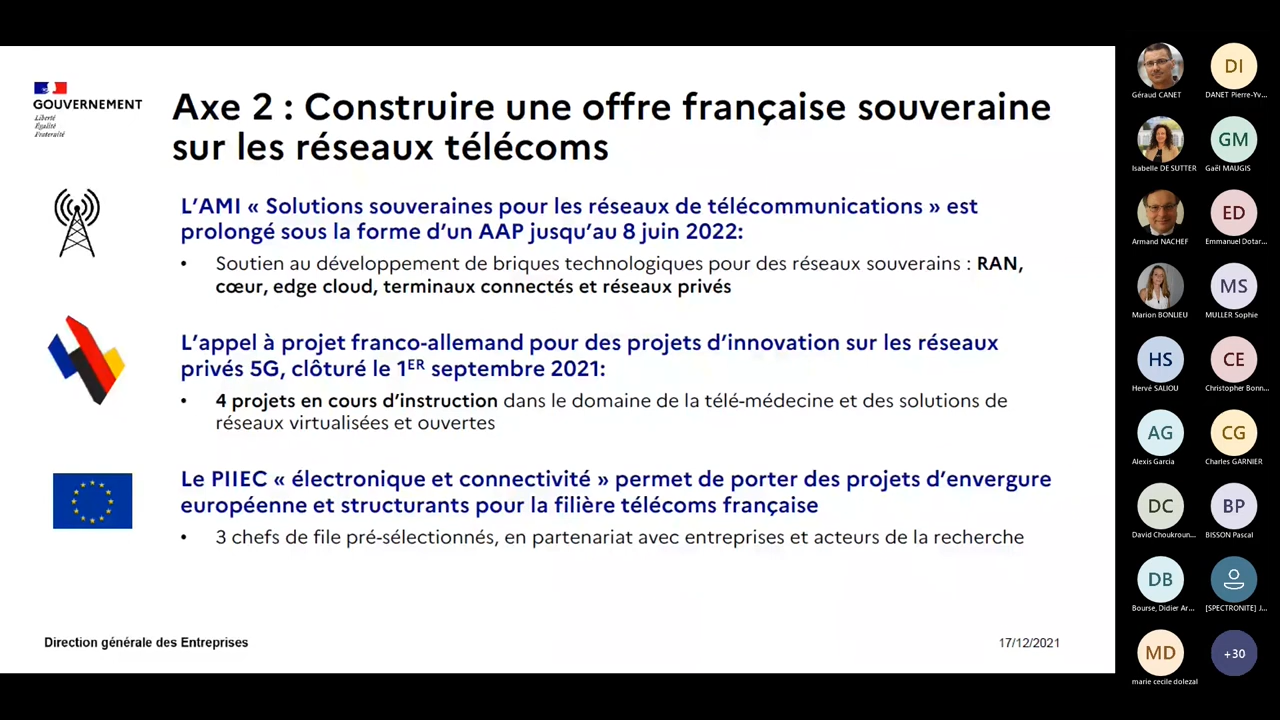 GOUVERNEMENT
Liberté
Égalité
Fraternité
Axe 2 : Construire une offre française souveraine
sur les réseaux télécoms
L’AMI « Solutions souveraines pour les réseaux de télécommunications » est
prolongé sous la forme d’un AAP jusqu’au 8 juin 2022:
• Soutien au développement de briques technologiques pour des réseaux souverains : RAN,
cœur, edge cloud, terminaux connectés et réseaux privés
L’appel à projet franco-allemand pour des projets d’innovation sur les réseaux
privés 5G, clôturé le 1ER septembre 2021:
• 4 projets en cours d’instruction dans le domaine de la télé-médecine et des solutions de
réseaux virtualisées et ouvertes
Le PIIEC « électronique et connectivité » permet de porter des projets d’envergure
européenne et structurants pour la filière télécoms française
• 3 chefs de file pré-sélectionnés, en partenariat avec entreprises et acteurs de la recherche
Direction générale des Entreprises
17/12/2021
Géraud CANET
DI
DANET Pierre-Yv...
Isabelle DE SUTTER
GM
Gaël MAUGIS
Armand NACHEF
ED
Emmanuel Dotar...
Marion BONLIEU
MS
MULLER Sophie
HS
Hervé SALIOU
CE
Christopher Bonn...
AG
Alexis Garcia
CG
Charles GARNIER
DC
David Choukroun...
BP
BISSON Pascal
DB
Bourse, Didier Ar...
[SPECTRONITE] J...
MD
marie cecile dolezal
+30